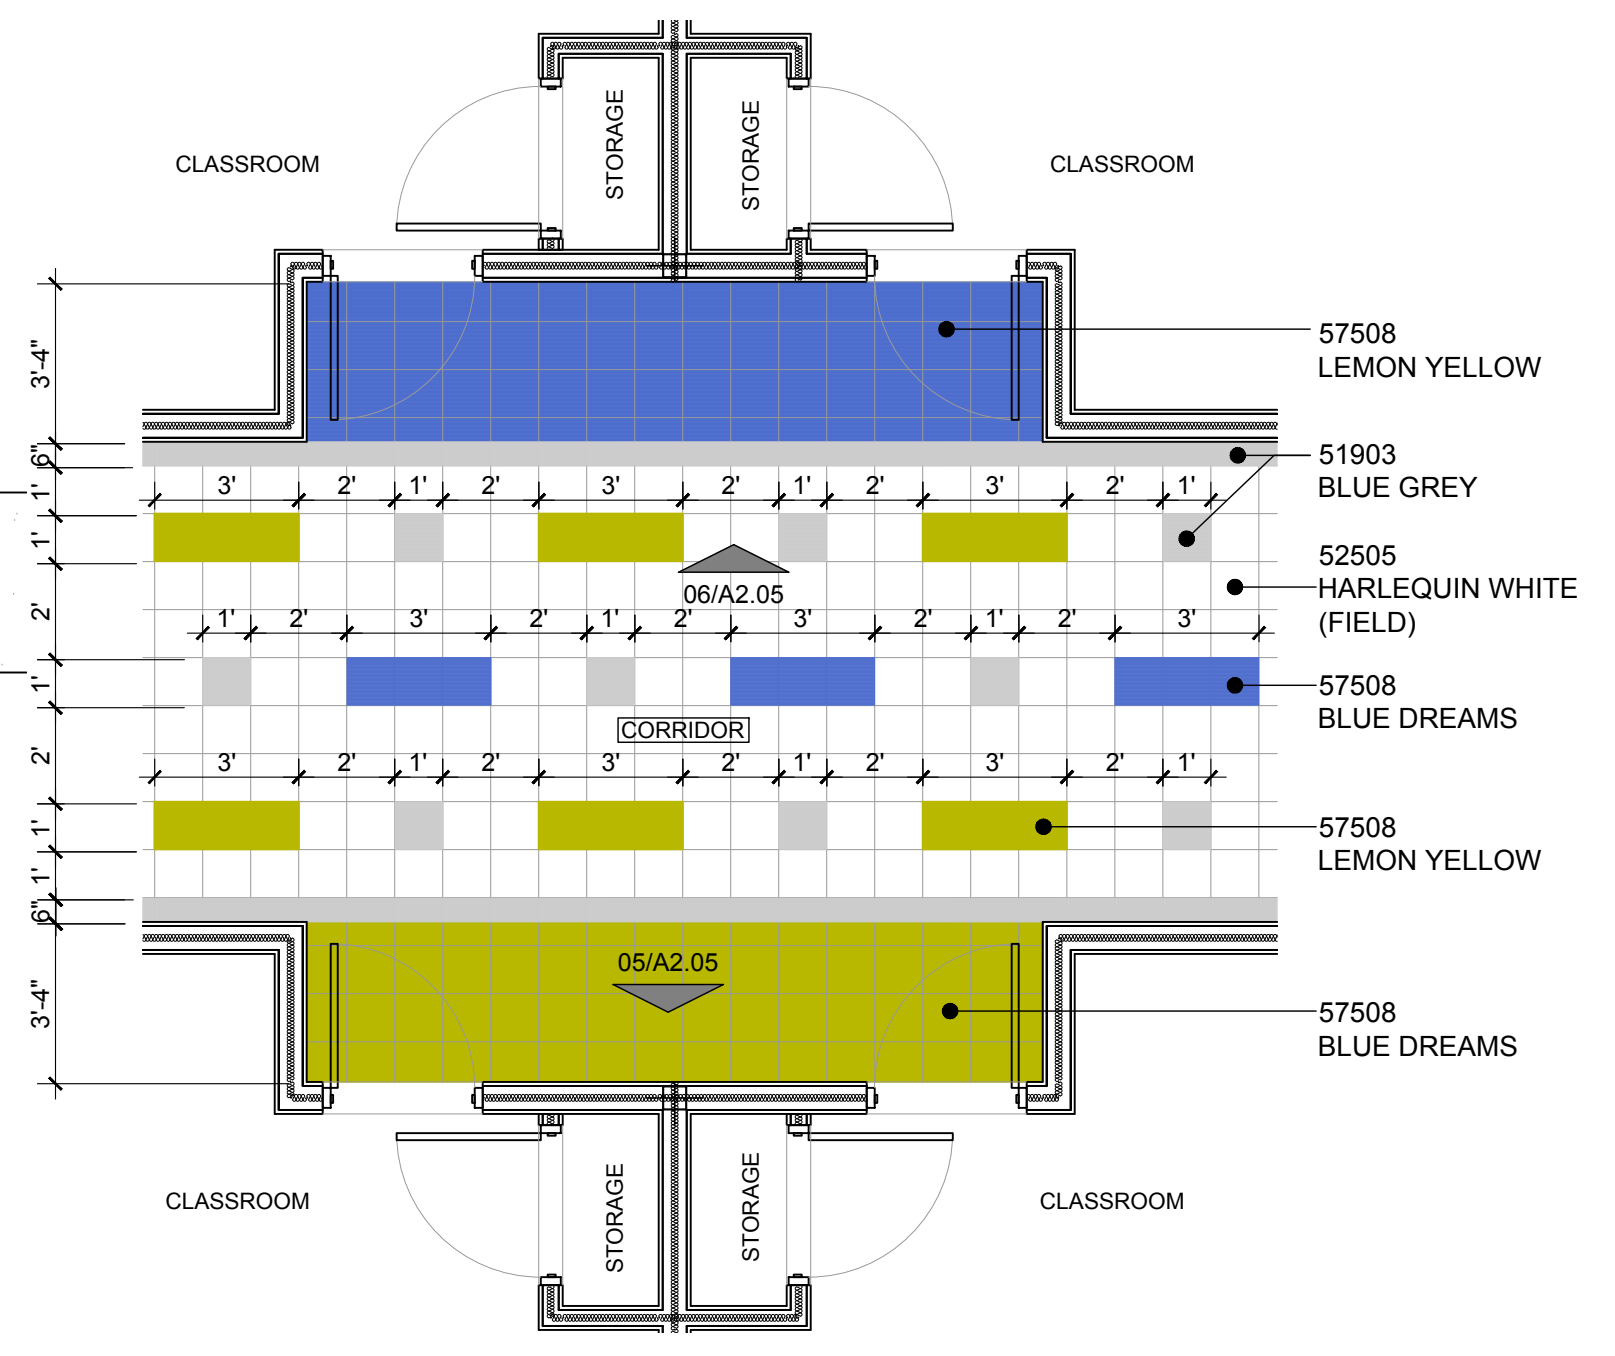 STORAGE
STORAGE
CLASSROOM
CLASSROOM
57508
LEMON YELLOW
3'-4"
51903
BLUE GREY
6"
3' 2' 1' 2' 3' 2' 1' 2' 3' 2' 1'
1'
1'
52505
HARLEQUIN WHITE
(FIELD)
06/A2.05
2'
1' 2' 3' 2' 1' 2' 3' 2' 1' 2' 3'
1'
57508
BLUE DREAMS
CORRIDOR
2'
3' 2' 1' 2' 3' 2' 1' 2' 3' 2' 1'
1'
57508
LEMON YELLOW
1'
6"
05/A2.05
3'-4"
57508
BLUE DREAMS
CLASSROOM
STORAGE
STORAGE
CLASSROOM